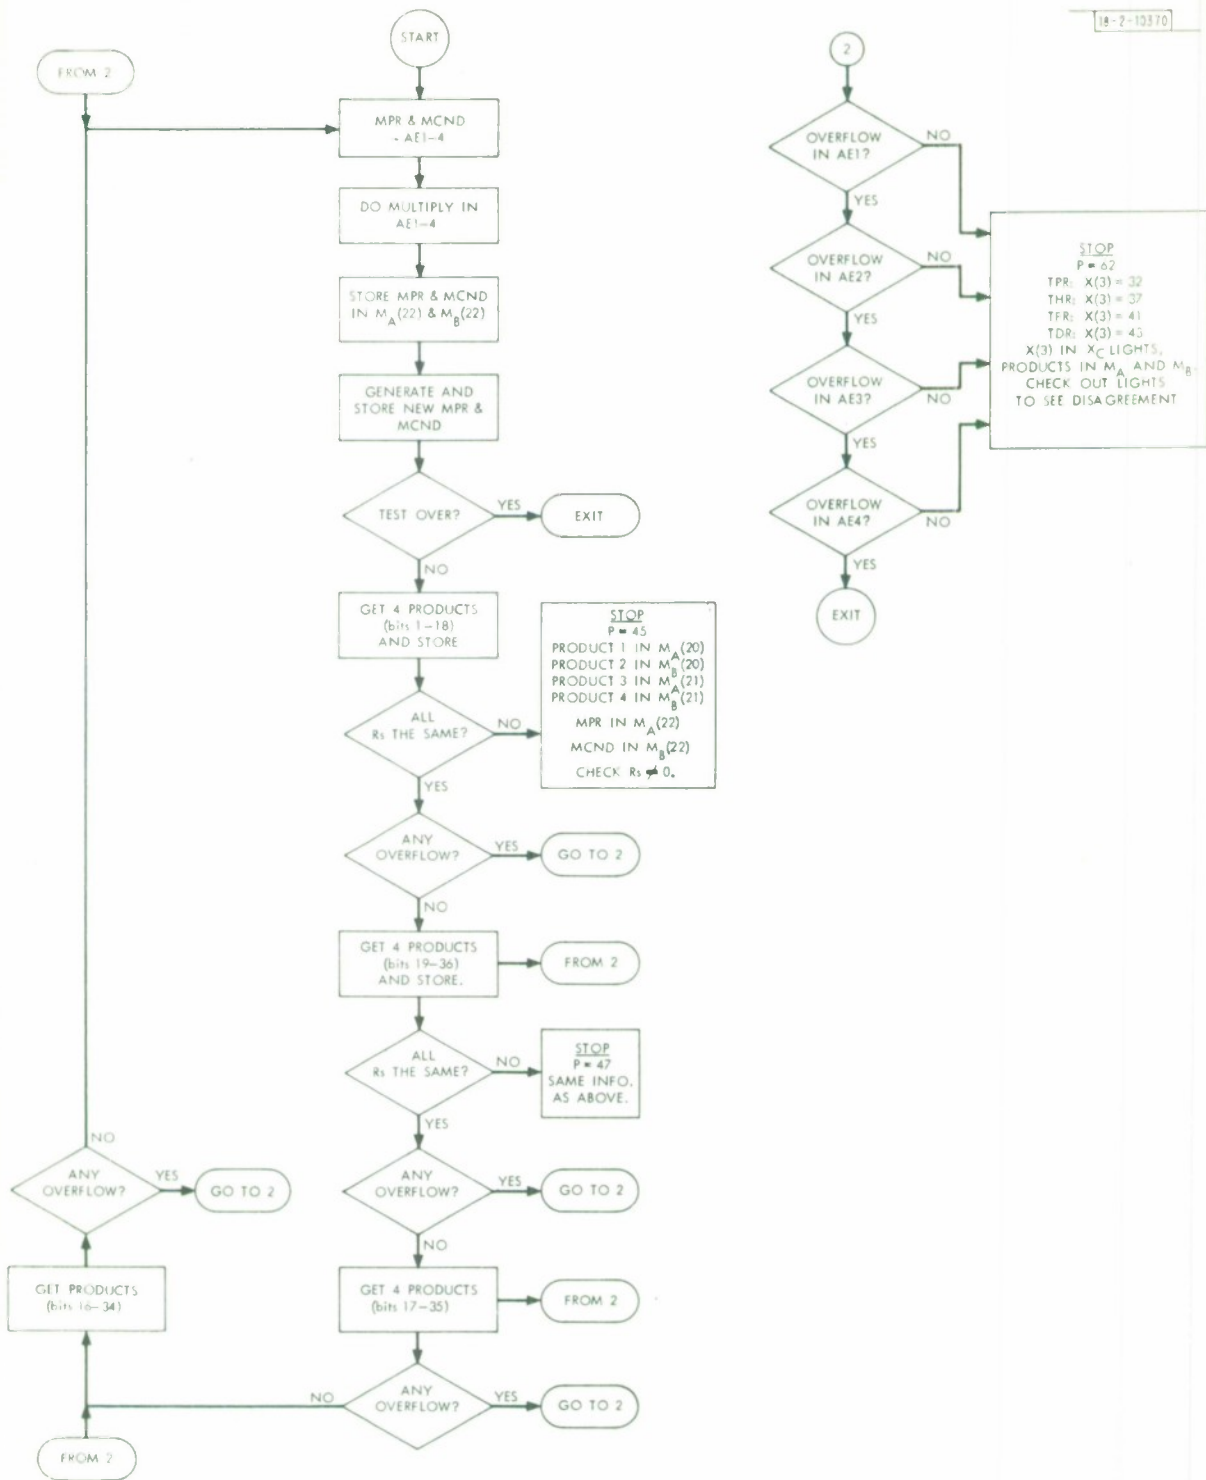 18-2-10370
START
FROM 2
MPR & MCND
- AE1-4
DO MULTIPLY IN
AE1-4
STORE MPR & MCND
IN MA(22) & MB(22)
GENERATE AND
STORE NEW MPR &
MCND
TEST OVER?
YES
EXIT
NO
GET 4 PRODUCTS
(bits 1-18)
AND STORE
STOP
P = 45
PRODUCT 1 IN MA(20)
PRODUCT 2 IN MB(20)
PRODUCT 3 IN MA(21)
PRODUCT 4 IN MB(21)
MPR IN MA(22)
MCND IN MB(22)
CHECK Rs ≠ 0.
ALL
Rs THE SAME?
NO
YES
ANY
OVERFLOW?
YES
GO TO 2
NO
GET 4 PRODUCTS
(bits 19-36)
AND STORE.
FROM 2
ALL
Rs THE SAME?
NO
STOP
P = 47
SAME INFO.
AS ABOVE.
YES
ANY
OVERFLOW?
YES
GO TO 2
NO
GET 4 PRODUCTS
(bits 17-35)
FROM 2
ANY
OVERFLOW?
YES
GO TO 2
NO
FROM 2
GET PRODUCTS
(bits 16-34)
ANY
OVERFLOW?
YES
GO TO 2
NO
2
OVERFLOW
IN AE1?
NO
YES
OVERFLOW
IN AE2?
NO
YES
OVERFLOW
IN AE3?
NO
YES
OVERFLOW
IN AE4?
NO
YES
EXIT
STOP
P = 62
TPR: X(3) = 32
THR: X(3) = 37
TFR: X(3) = 41
TDR: X(3) = 43
X(3) IN XC LIGHTS,
PRODUCTS IN MA AND MB.
CHECK OUT LIGHTS
TO SEE DISAGREEMENT